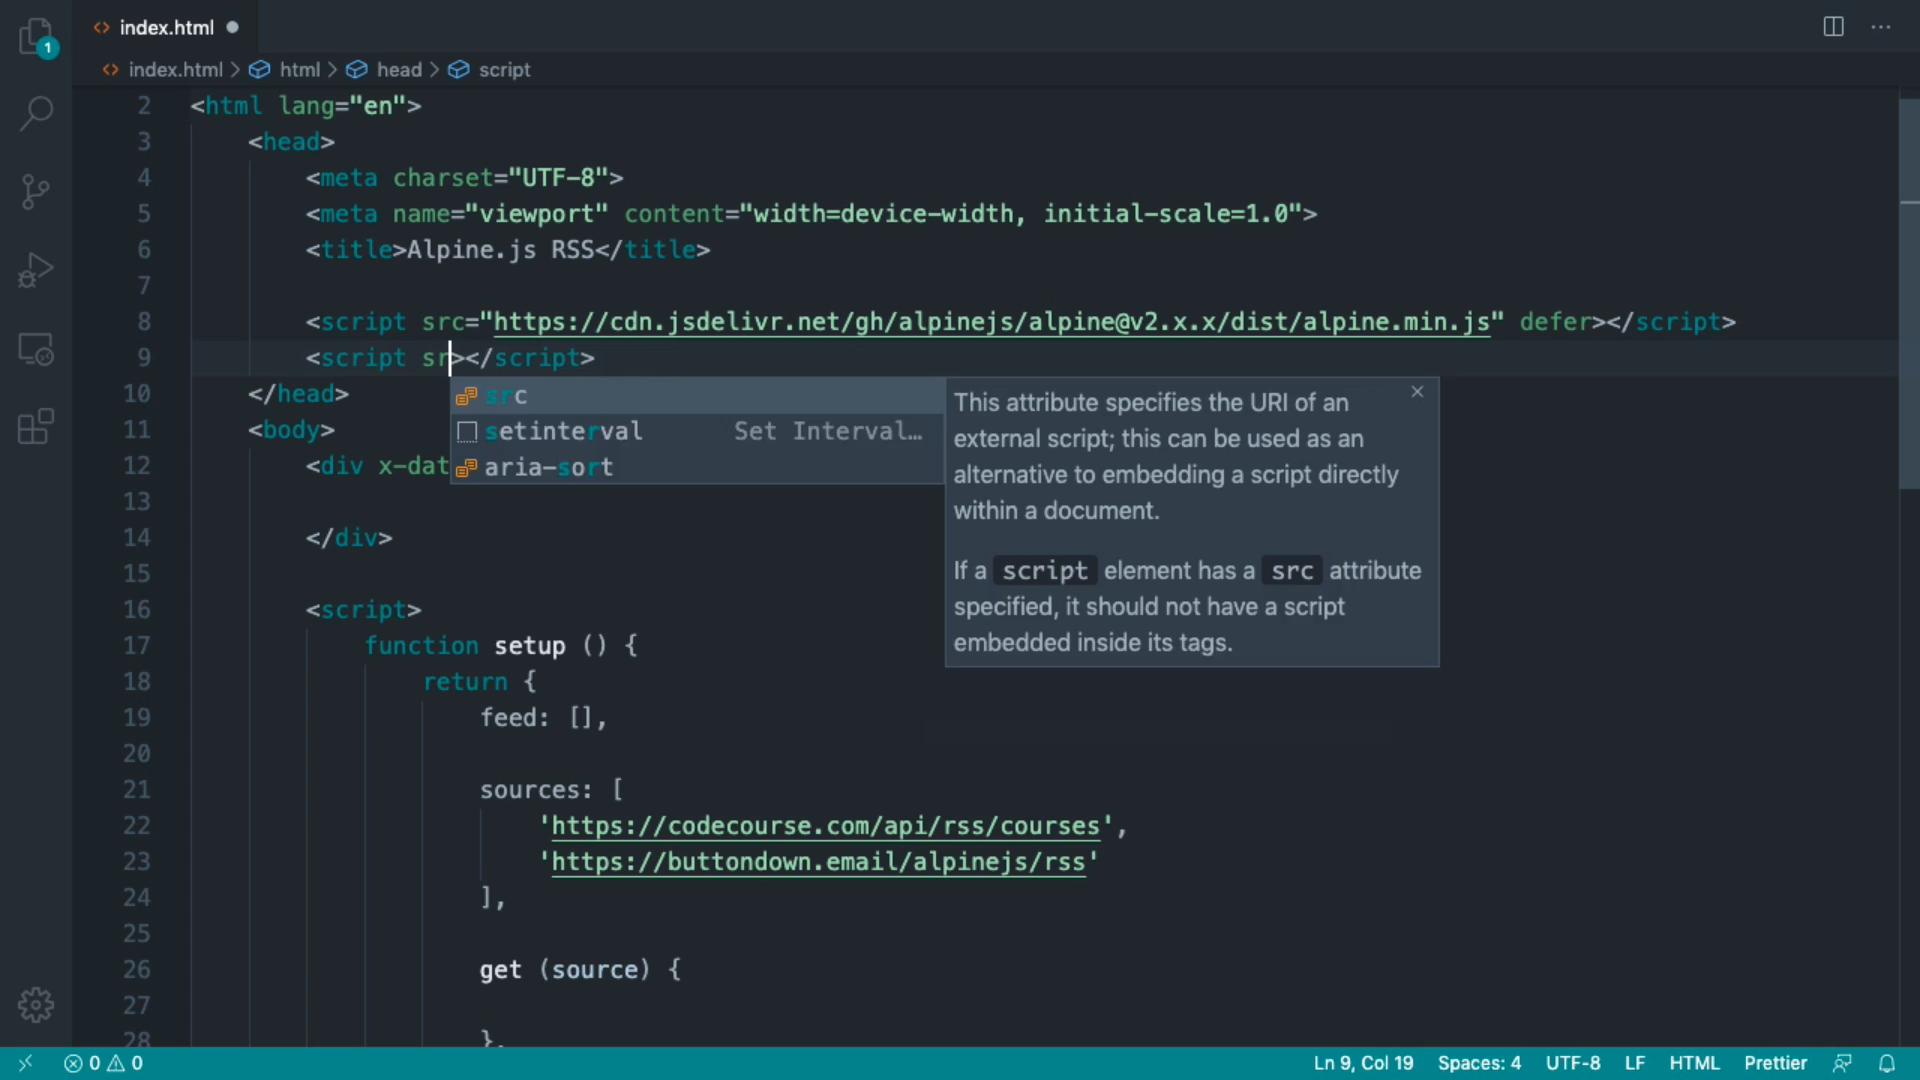 index.html
1
index.html > html > head > script
2 <html lang="en">
3 <head>
4 <meta charset="UTF-8">
5 <meta name="viewport" content="width=device-width, initial-scale=1.0">
6 <title>Alpine.js RSS</title>
7
8 <script src="https://cdn.jsdelivr.net/gh/alpinejs/alpine@v2.x.x/dist/alpine.min.js" defer></script>
9 <script sr></script>
10 </head>
11 <body>
12 <div x-dat
13
14 </div>
15
16 <script>
17 function setup () {
18 return {
19 feed: [],
20
21 sources: [
22 'https://codecourse.com/api/rss/courses',
23 'https://buttondown.email/alpinejs/rss'
24 ],
25
26 get (source) {
27
28 },
src
setinterval Set Interval…
aria-sort
This attribute specifies the URI of an
external script; this can be used as an
alternative to embedding a script directly
within a document.
If a script element has a src attribute
specified, it should not have a script
embedded inside its tags.
0 0 Ln 9, Col 19 Spaces: 4 UTF-8 LF HTML Prettier